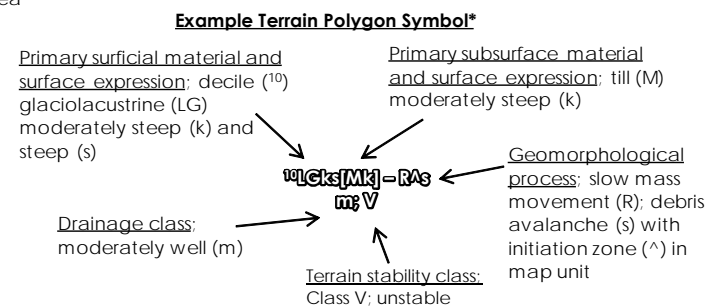 ea
Example Terrain Polygon Symbol*
Primary surficial material and
surface expression; decile (¹⁰)
glaciolacustrine (LG)
moderately steep (k) and
steep (s)
Primary subsurface material
and surface expression; till (M)
moderately steep (k)
¹⁰LGks[Mk] – R^s
m; V
Geomorphological
process; slow mass
movement (R); debris
avalanche (s) with
initiation zone (^) in
map unit
Drainage class;
moderately well (m)
Terrain stability class;
Class V; unstable